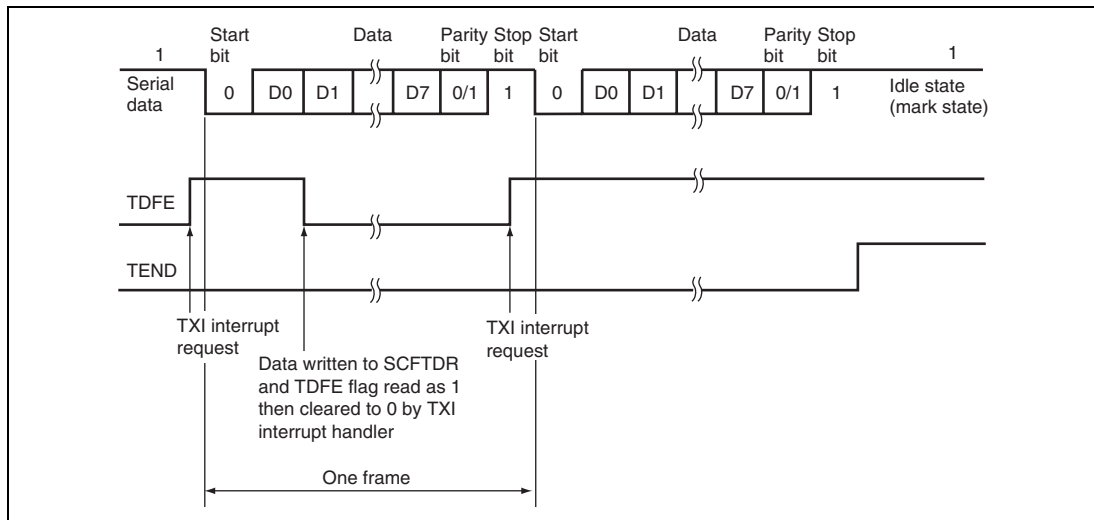 Start Data Parity Stop Start Data Parity Stop
1 bit bit bit bit bit bit 1
Serial data
0 D0 D1 D7 0/1 1 0 D0 D1 D7 0/1 1
Idle state
(mark state)
TDFE
TEND
TXI interrupt
request
TXI interrupt
request
Data written to SCFTDR
and TDFE flag read as 1
then cleared to 0 by TXI
interrupt handler
One frame